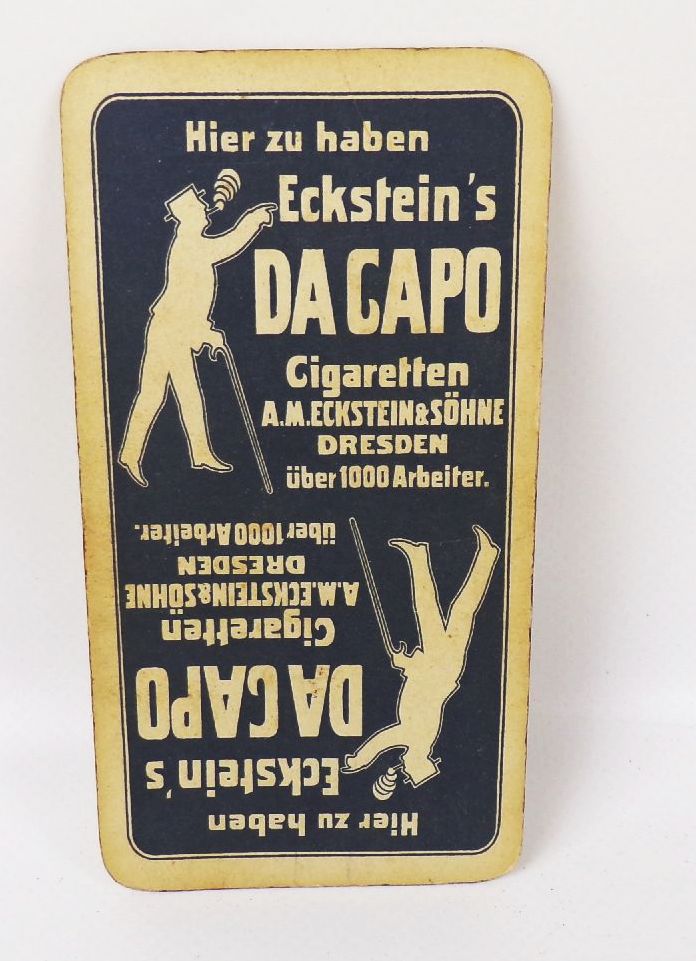 Hier zu haben
Eckstein's
DA CAPO
Cigaretten
A.M.ECKSTEIN&SÖHNE
DRESDEN
über 1000 Arbeiter.
Hier zu haben
Eckstein's
DA CAPO
Cigaretten
A.M.ECKSTEIN&SÖHNE
DRESDEN
über 1000 Arbeiter.